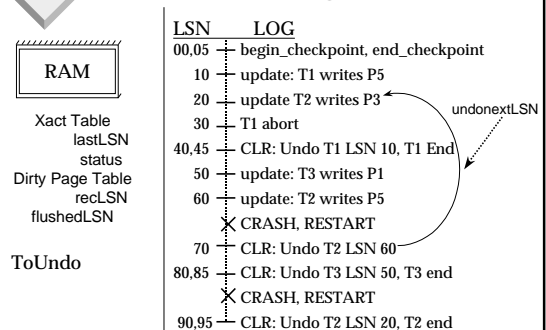 LSN LOG
00,05 begin_checkpoint, end_checkpoint
10 update: T1 writes P5
20 update T2 writes P3
30 T1 abort
40,45 CLR: Undo T1 LSN 10, T1 End
50 update: T3 writes P1
60 update: T2 writes P5
CRASH, RESTART
70 CLR: Undo T2 LSN 60
80,85 CLR: Undo T3 LSN 50, T3 end
CRASH, RESTART
90,95 CLR: Undo T2 LSN 20, T2 end
undonextLSN
RAM
Xact Table
lastLSN
status
Dirty Page Table
recLSN
flushedLSN
ToUndo